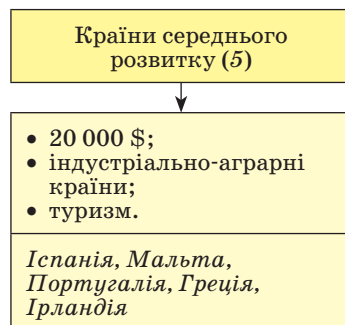 Країни середнього
розвитку (5)
• 20 000 $;
• індустріально-аграрні
країни;
• туризм.
Іспанія, Мальта,
Португалія, Греція,
Ірландія